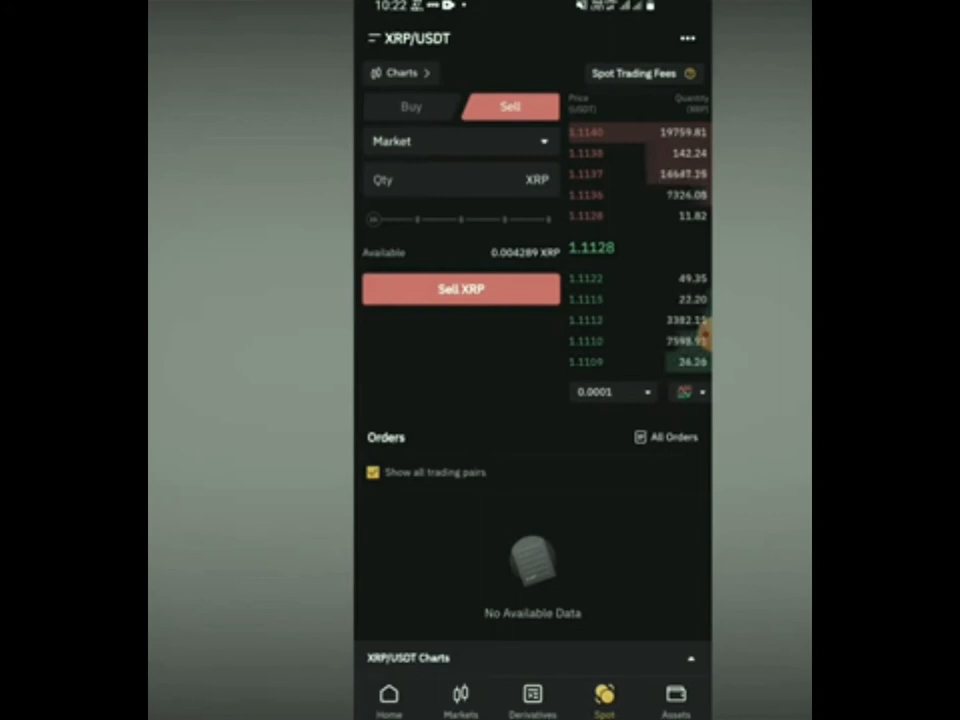 10:22
XRP/USDT
Charts
Spot Trading Fees
Buy
Sell
Price
(USDT)
Quantity
(XRP)
Market
Qty
XRP
1.1140 19759.81
1.1138 142.24
1.1137
1.1136 7326.08
1.1128 11.82
Available 0.004289 XRP
1.1128
Sell XRP
1.1122 49.35
1.1115 22.20
1.1112 3382.11
1.1110 7598.91
1.1109 26.26
0.0001
Orders
All Orders
Show all trading pairs
No Available Data
XRP/USDT Charts
Home
Markets
Derivatives
Spot
Assets